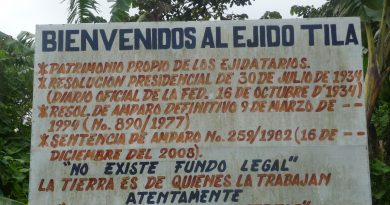 BIENVENIDOS AL EJIDO TILA
* PATRIMONIO PROPIO DE LOS EJIDATARIOS.
* RESOLUCION PRESIDENCIAL DE 30 DE JULIO DE 1934
(DIARIO OFICIAL DE LA FED. 16 DE OCTUBRE D'1934)
* RESOL. DE AMPARO DEFINITIVO 9 DE MARZO DE - -
1994 (No. 890/1977)
* SENTENCIA DE AMPARO No. 259/1982 (16 DE - -
DICIEMBRE DEL 2008).
"NO EXISTE FUNDO LEGAL"
LA TIERRA ES DE QUIENES LA TRABAJAN
ATENTAMENTE